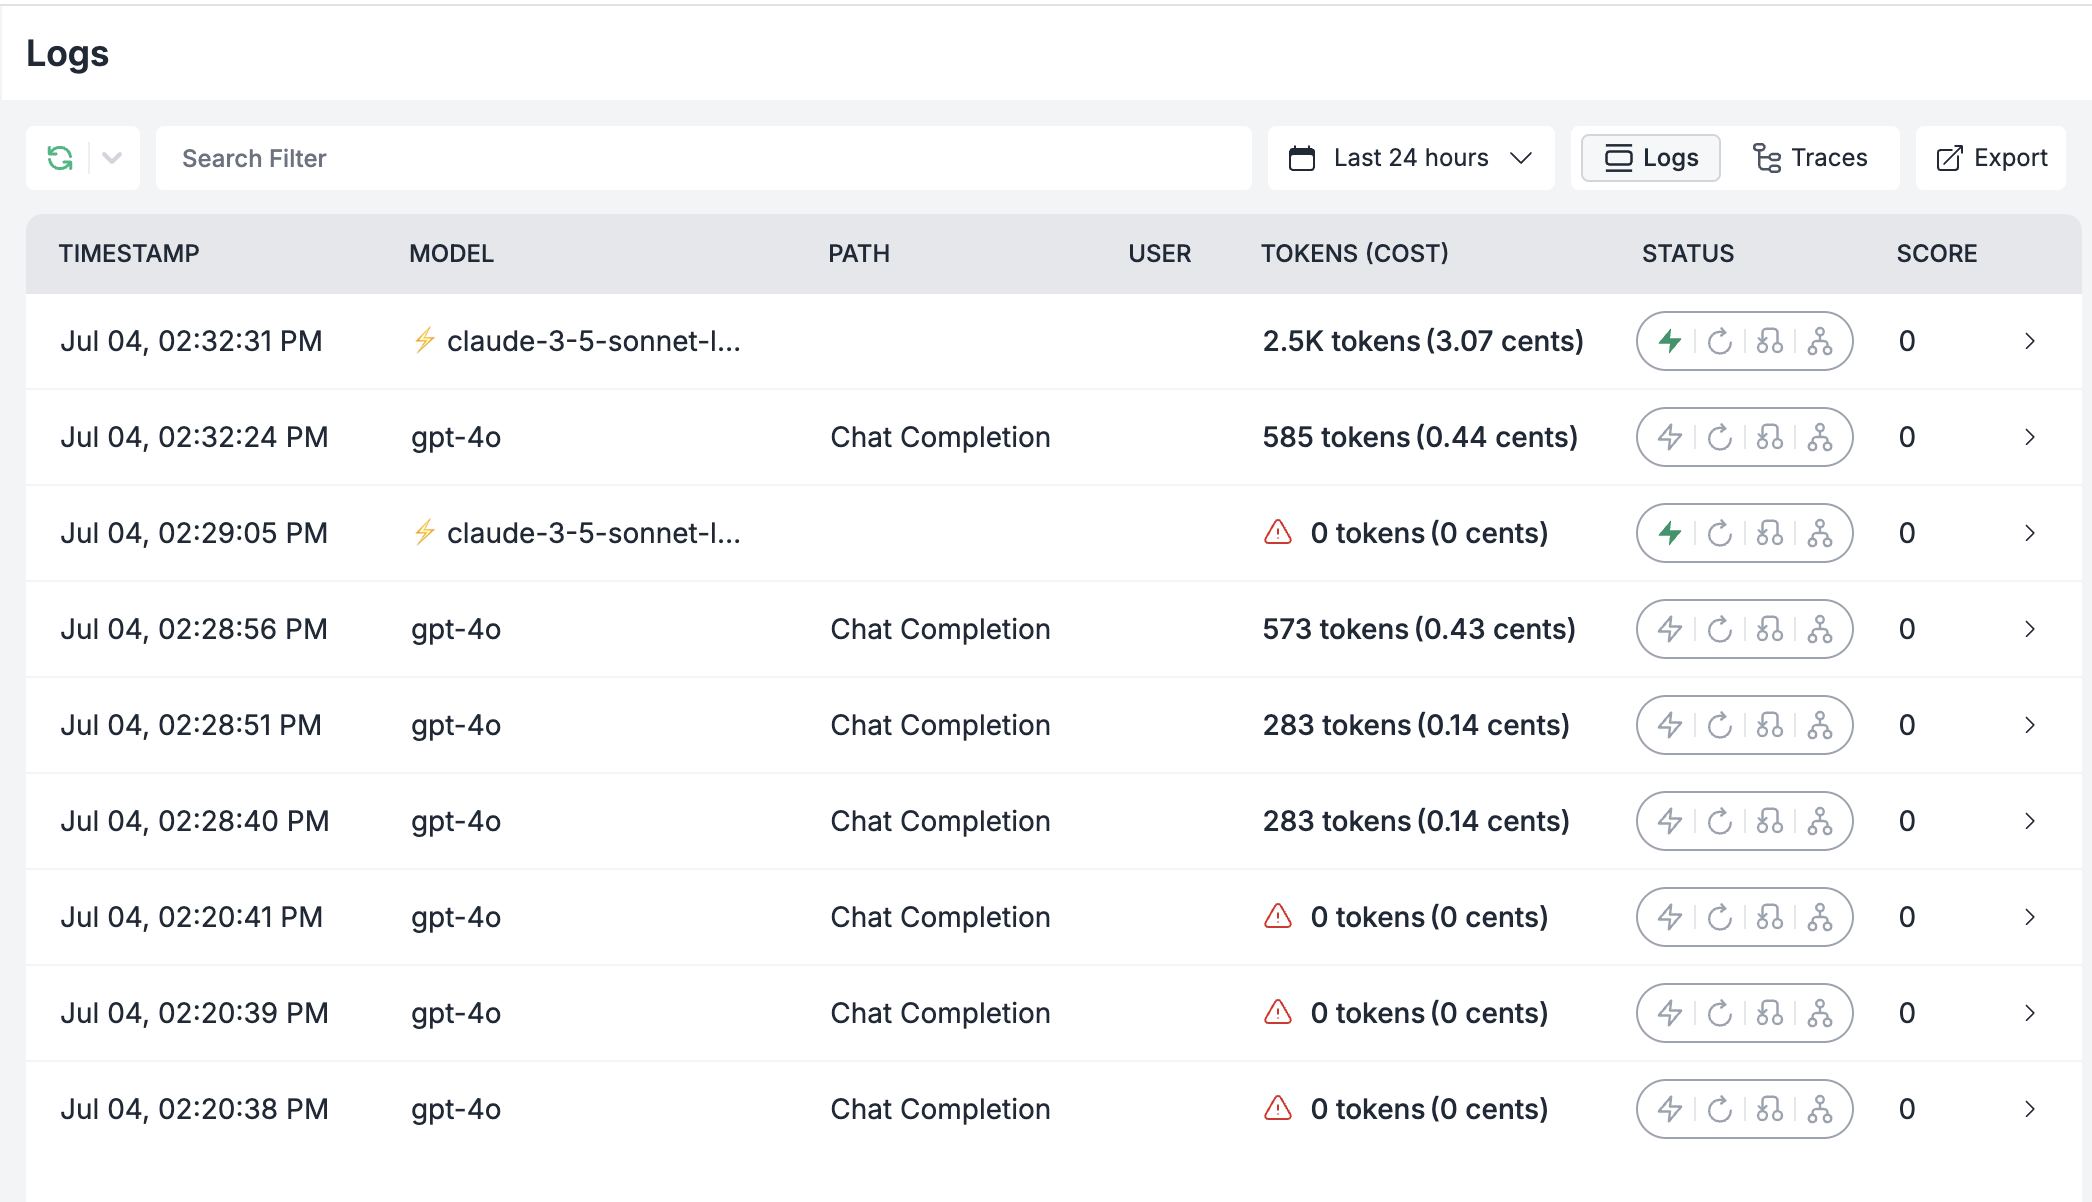 Logs
Search Filter Last 24 hours Logs Traces Export
TIMESTAMP MODEL PATH USER TOKENS (COST) STATUS SCORE
Jul 04, 02:32:31 PM claude-3-5-sonnet-l... 2.5K tokens (3.07 cents) 0
Jul 04, 02:32:24 PM gpt-4o Chat Completion 585 tokens (0.44 cents) 0
Jul 04, 02:29:05 PM claude-3-5-sonnet-l... 0 tokens (0 cents) 0
Jul 04, 02:28:56 PM gpt-4o Chat Completion 573 tokens (0.43 cents) 0
Jul 04, 02:28:51 PM gpt-4o Chat Completion 283 tokens (0.14 cents) 0
Jul 04, 02:28:40 PM gpt-4o Chat Completion 283 tokens (0.14 cents) 0
Jul 04, 02:20:41 PM gpt-4o Chat Completion 0 tokens (0 cents) 0
Jul 04, 02:20:39 PM gpt-4o Chat Completion 0 tokens (0 cents) 0
Jul 04, 02:20:38 PM gpt-4o Chat Completion 0 tokens (0 cents) 0